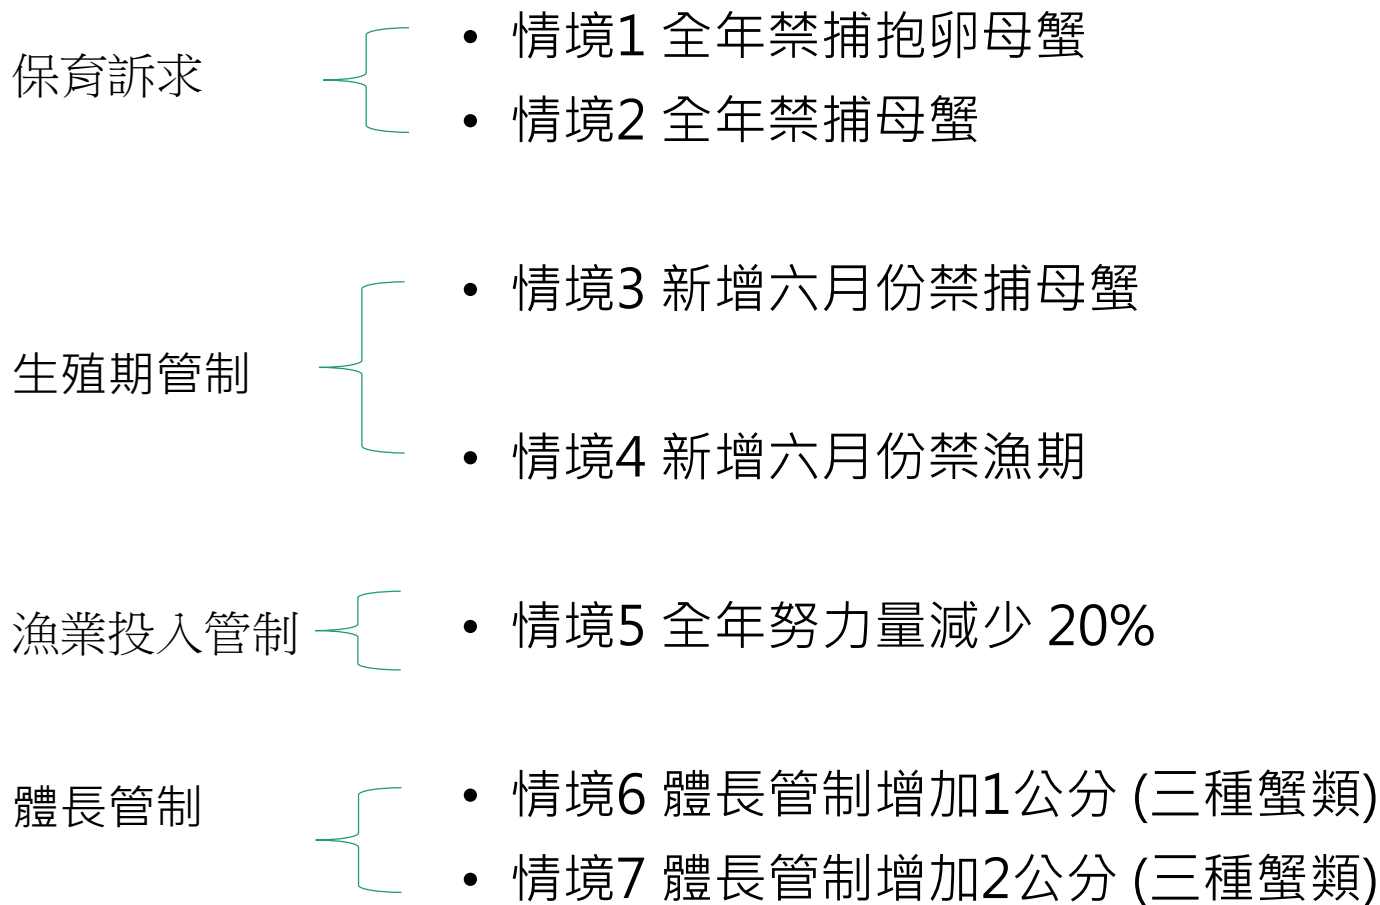 保育訴求
• 情境1 全年禁捕抱卵母蟹
• 情境2 全年禁捕母蟹
生殖期管制
• 情境3 新增六月份禁捕母蟹
• 情境4 新增六月份禁漁期
漁業投入管制
• 情境5 全年努力量減少 20%
體長管制
• 情境6 體長管制增加1公分 (三種蟹類)
• 情境7 體長管制增加2公分 (三種蟹類)